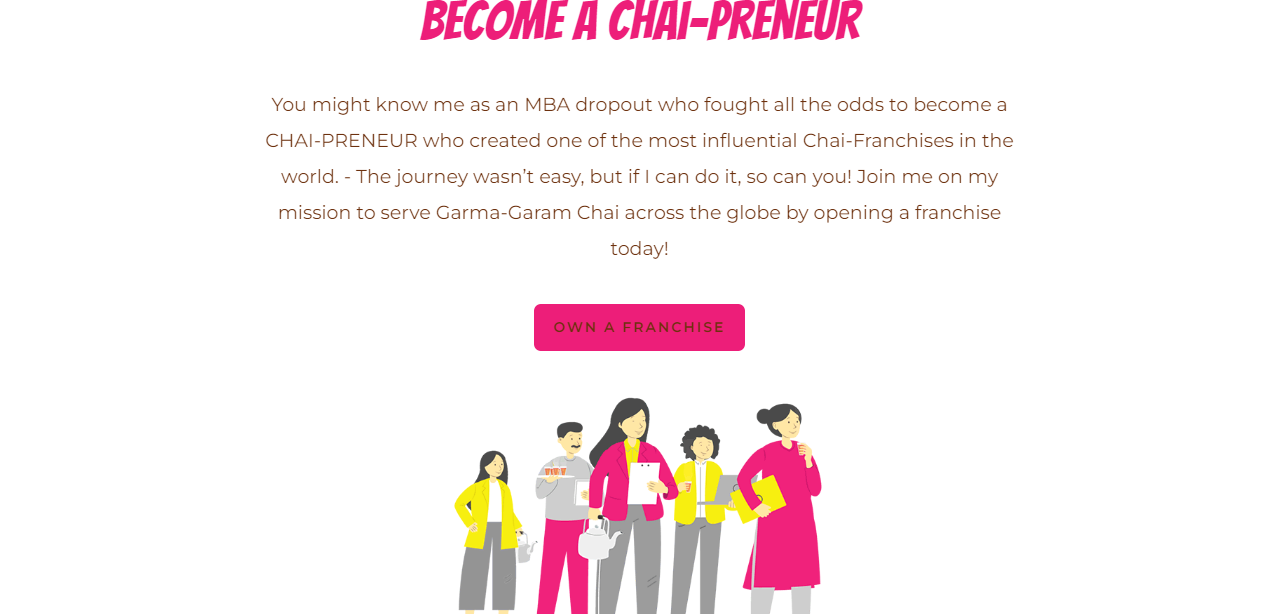 BECOME A CHAI-PRENEUR
You might know me as an MBA dropout who fought all the odds to become a
CHAI-PRENEUR who created one of the most influential Chai-Franchises in the
world. - The journey wasn’t easy, but if I can do it, so can you! Join me on my
mission to serve Garma-Garam Chai across the globe by opening a franchise
today!
OWN A FRANCHISE